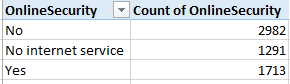 OnlineSecurity Count of OnlineSecurity
No 2982
No internet service 1291
Yes 1713